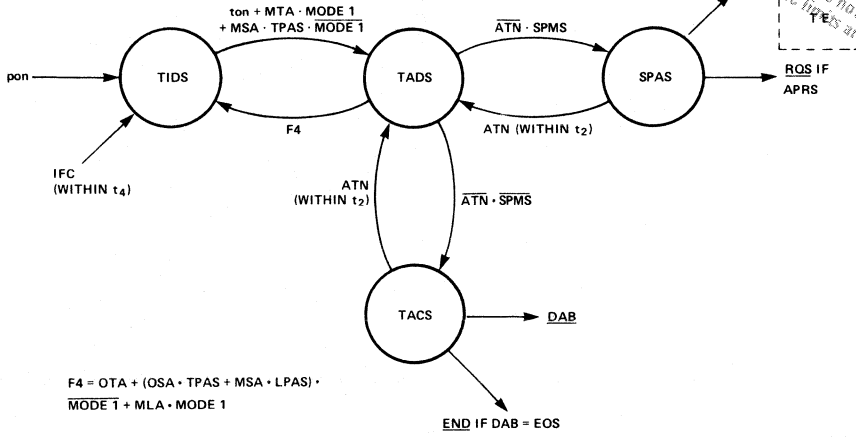 ton + MTA · MODE 1
+ MSA · TPAS · MODE 1
ATN · SPMS
T E
pon
TIDS
TADS
SPAS
RQS IF
APRS
F4
ATN (WITHIN t2)
IFC
(WITHIN t4)
ATN
(WITHIN t2)
ATN · SPMS
TACS
DAB
F4 = OTA + (OSA · TPAS + MSA · LPAS) ·
MODE 1 + MLA · MODE 1
END IF DAB = EOS